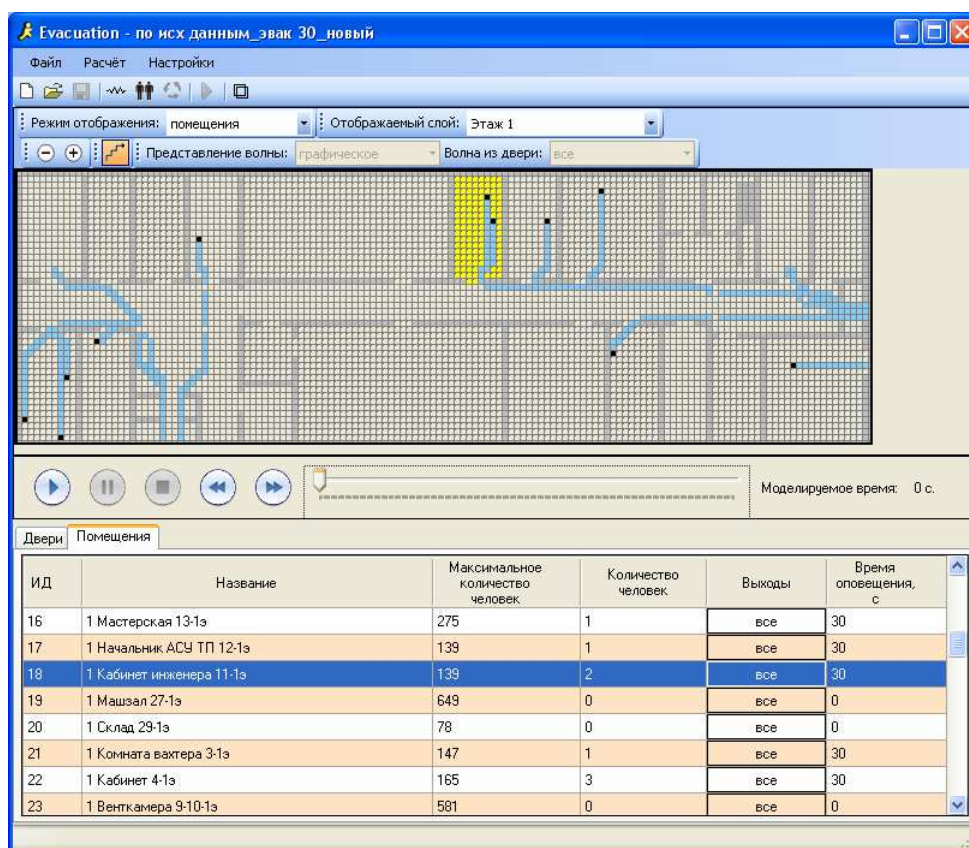 Evacuation - по исх данным_эвак 30_новый
Файл Расчёт Настройки
Режим отображения: помещения Отображаемый слой: Этаж 1
Представление волны: графическое Волна из двери: все
Моделируемое время: 0 с.
Двери Помещения
ИД Название Максимальное количество человек Количество человек Выходы Время оповещения, с
16 1 Мастерская 13-1э 275 1 все 30
17 1 Начальник АСУ ТП 12-1э 139 1 все 30
18 1 Кабинет инженера 11-1э 139 2 все 30
19 1 Машзал 27-1э 649 0 все 0
20 1 Склад 29-1э 78 0 все 0
21 1 Комната вахтера 3-1э 147 1 все 30
22 1 Кабинет 4-1э 165 3 все 30
23 1 Венткамера 9-10-1э 581 0 все 0